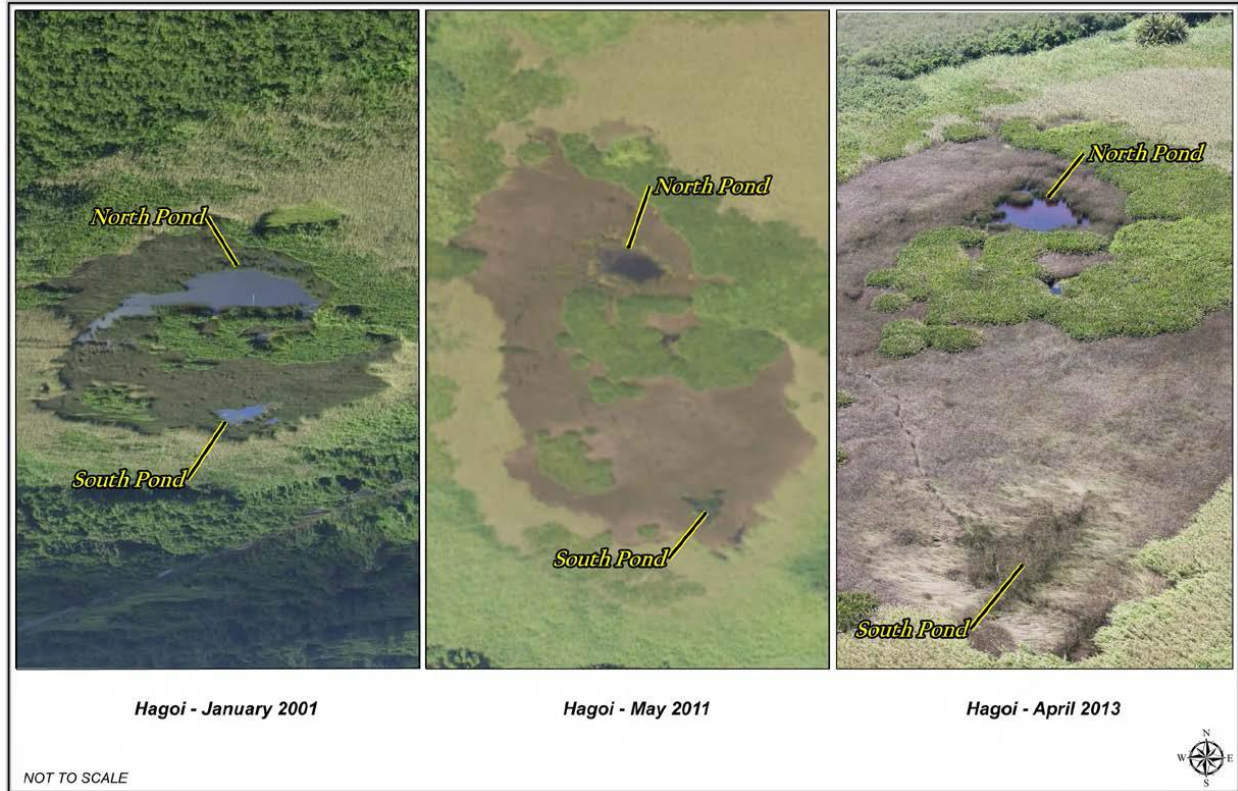 North Pond
South Pond
North Pond
South Pond
North Pond
South Pond
Hagoi - January 2001
Hagoi - May 2011
Hagoi - April 2013
NOT TO SCALE
N
W
E
S